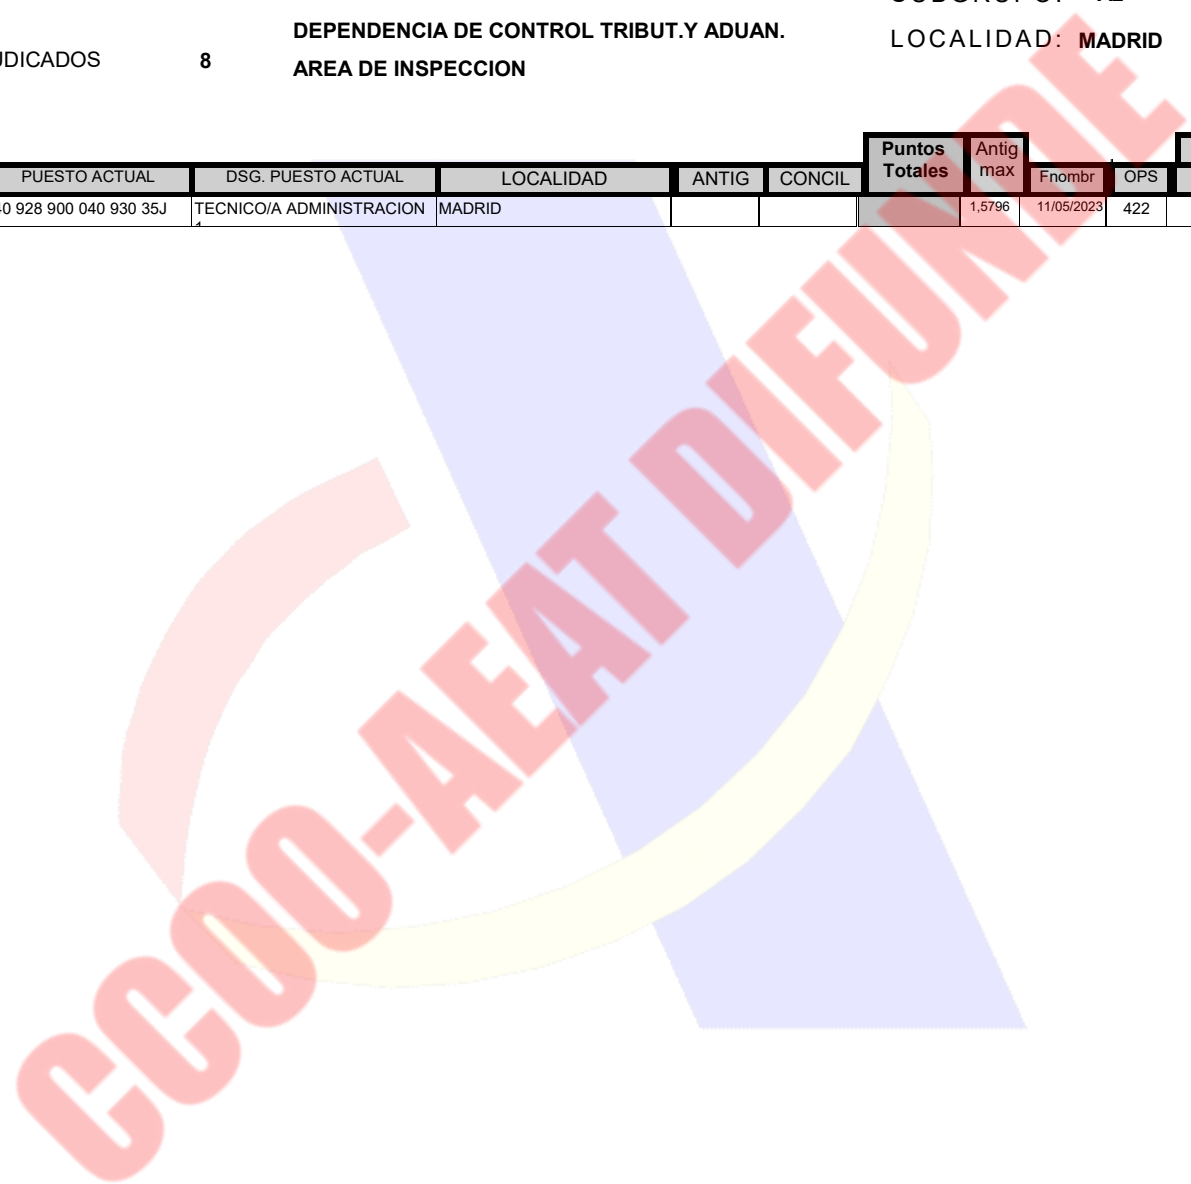 DEPENDENCIA DE CONTROL TRIBUT.Y ADUAN.
LOCALIDAD: MADRID
8
AREA DE INSPECCION
Puntos Totales
Antig max
PUESTO ACTUAL DSG. PUESTO ACTUAL LOCALIDAD ANTIG CONCIL Fnombr OPS
928 900 040 930 35J TECNICO/A ADMINISTRACION MADRID 1,5796 11/05/2023 422
CCOO-AEAT DIFUNDE